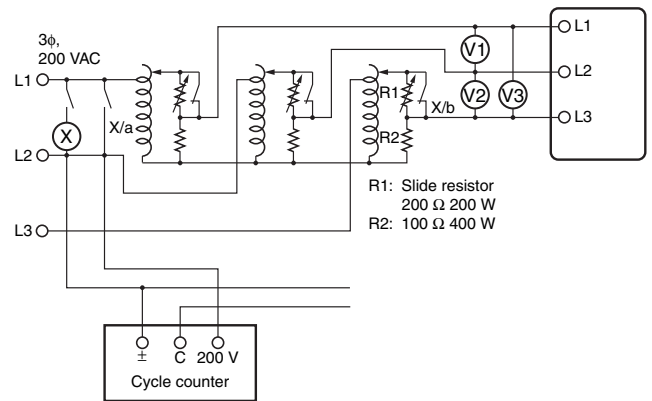 3ϕ,
200 VAC
L1
L2
L3
X
X/a
R1
R2
X/b
V1
V2
V3
L1
L2
L3
R1: Slide resistor
200 Ω 200 W
R2: 100 Ω 400 W
± C 200 V
Cycle counter